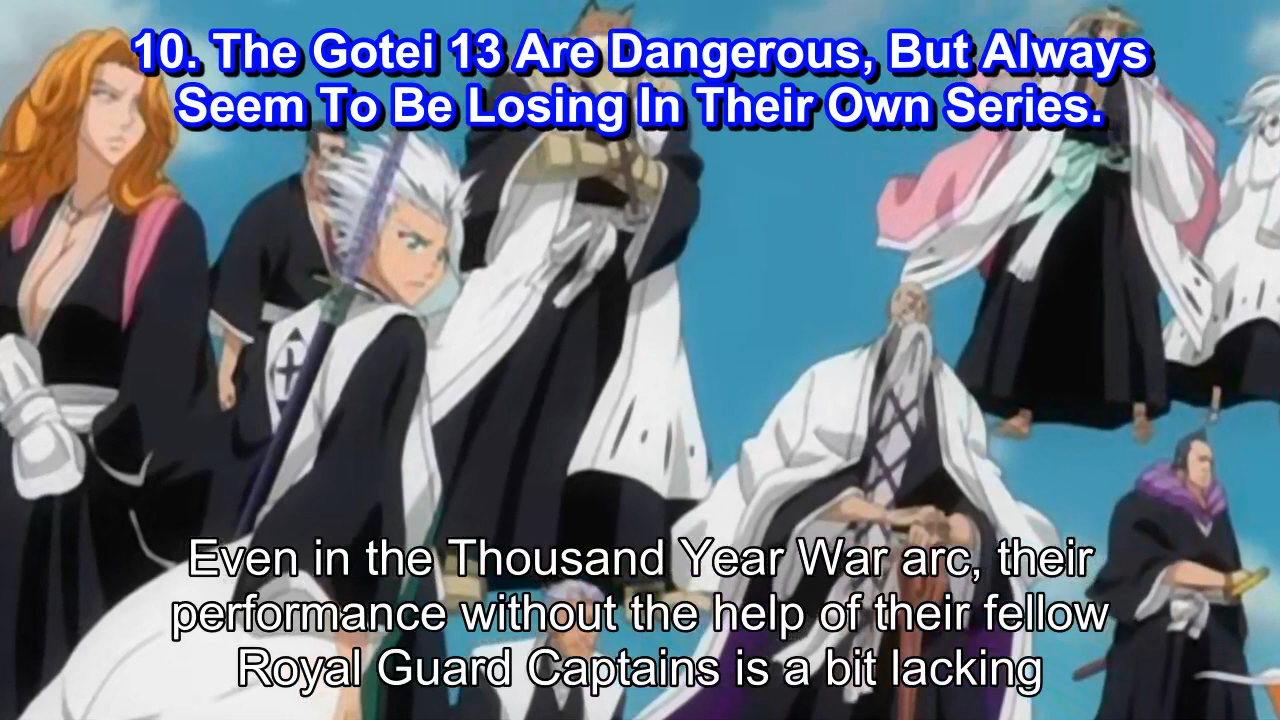 10. The Gotei 13 Are Dangerous, But Always
Seem To Be Losing In Their Own Series.
Even in the Thousand Year War arc, their
performance without the help of their fellow
Royal Guard Captains is a bit lacking